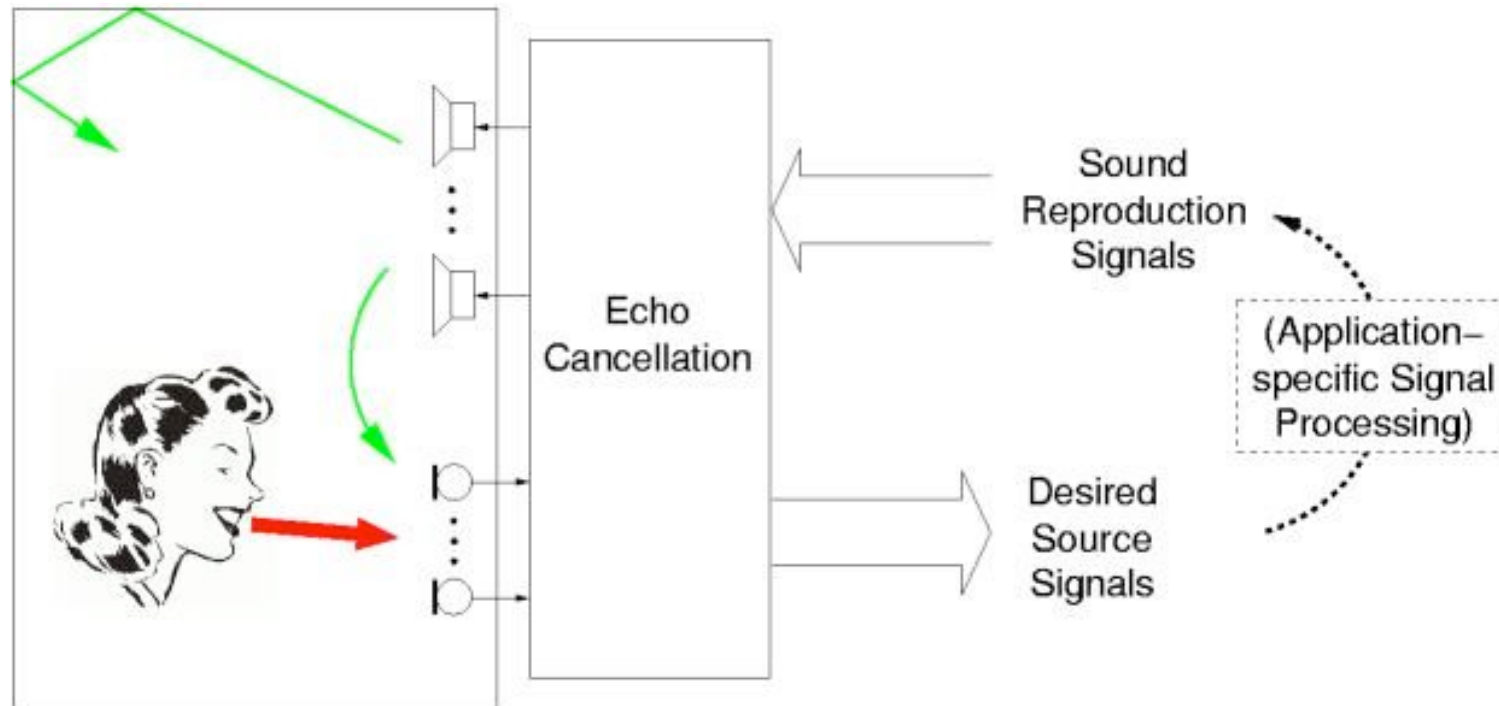 Echo
Cancellation
Sound
Reproduction
Signals
(Application–
specific Signal
Processing)
Desired
Source
Signals